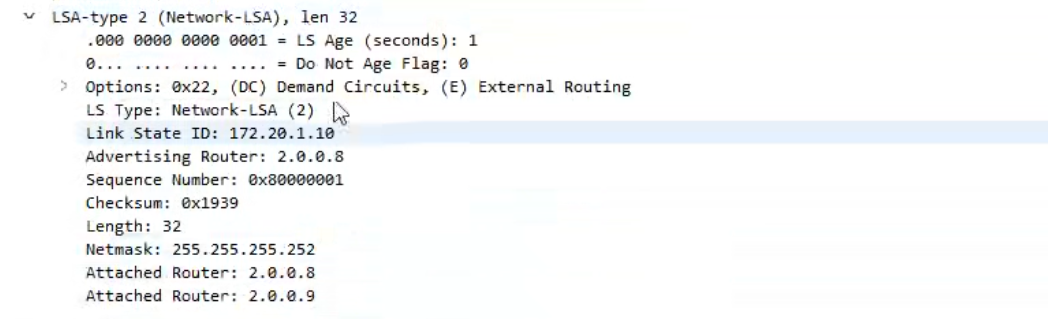 LSA-type 2 (Network-LSA), len 32
.000 0000 0000 0001 = LS Age (seconds): 1
0... .... .... .... = Do Not Age Flag: 0
Options: 0x22, (DC) Demand Circuits, (E) External Routing
LS Type: Network-LSA (2)
Link State ID: 172.20.1.10
Advertising Router: 2.0.0.8
Sequence Number: 0x80000001
Checksum: 0x1939
Length: 32
Netmask: 255.255.255.252
Attached Router: 2.0.0.8
Attached Router: 2.0.0.9